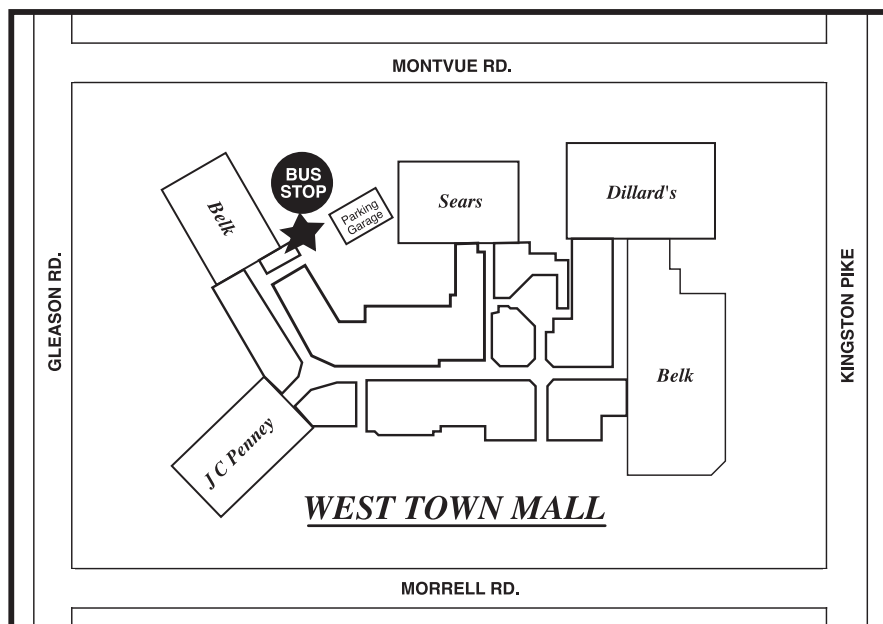 MONTVUE RD.
BUS
STOP
Belk
Parking
Garage
Sears
Dillard's
GLEASON RD.
KINGSTON PIKE
Belk
J C Penney
WEST TOWN MALL
MORRELL RD.